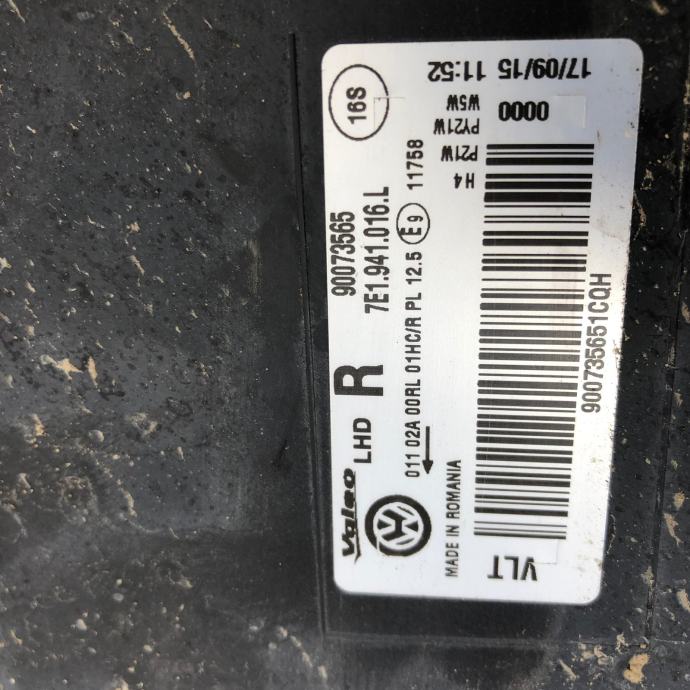 Valeo LHD R 90073565
7E1.941.016.L
16S
011 02A 00RL 01HC/R PL 12.5 E9 11758
MADE IN ROMANIA
H4
P21W
PY21W
W5W
0000
17/09/15 11:52
VLT
900735651CQH